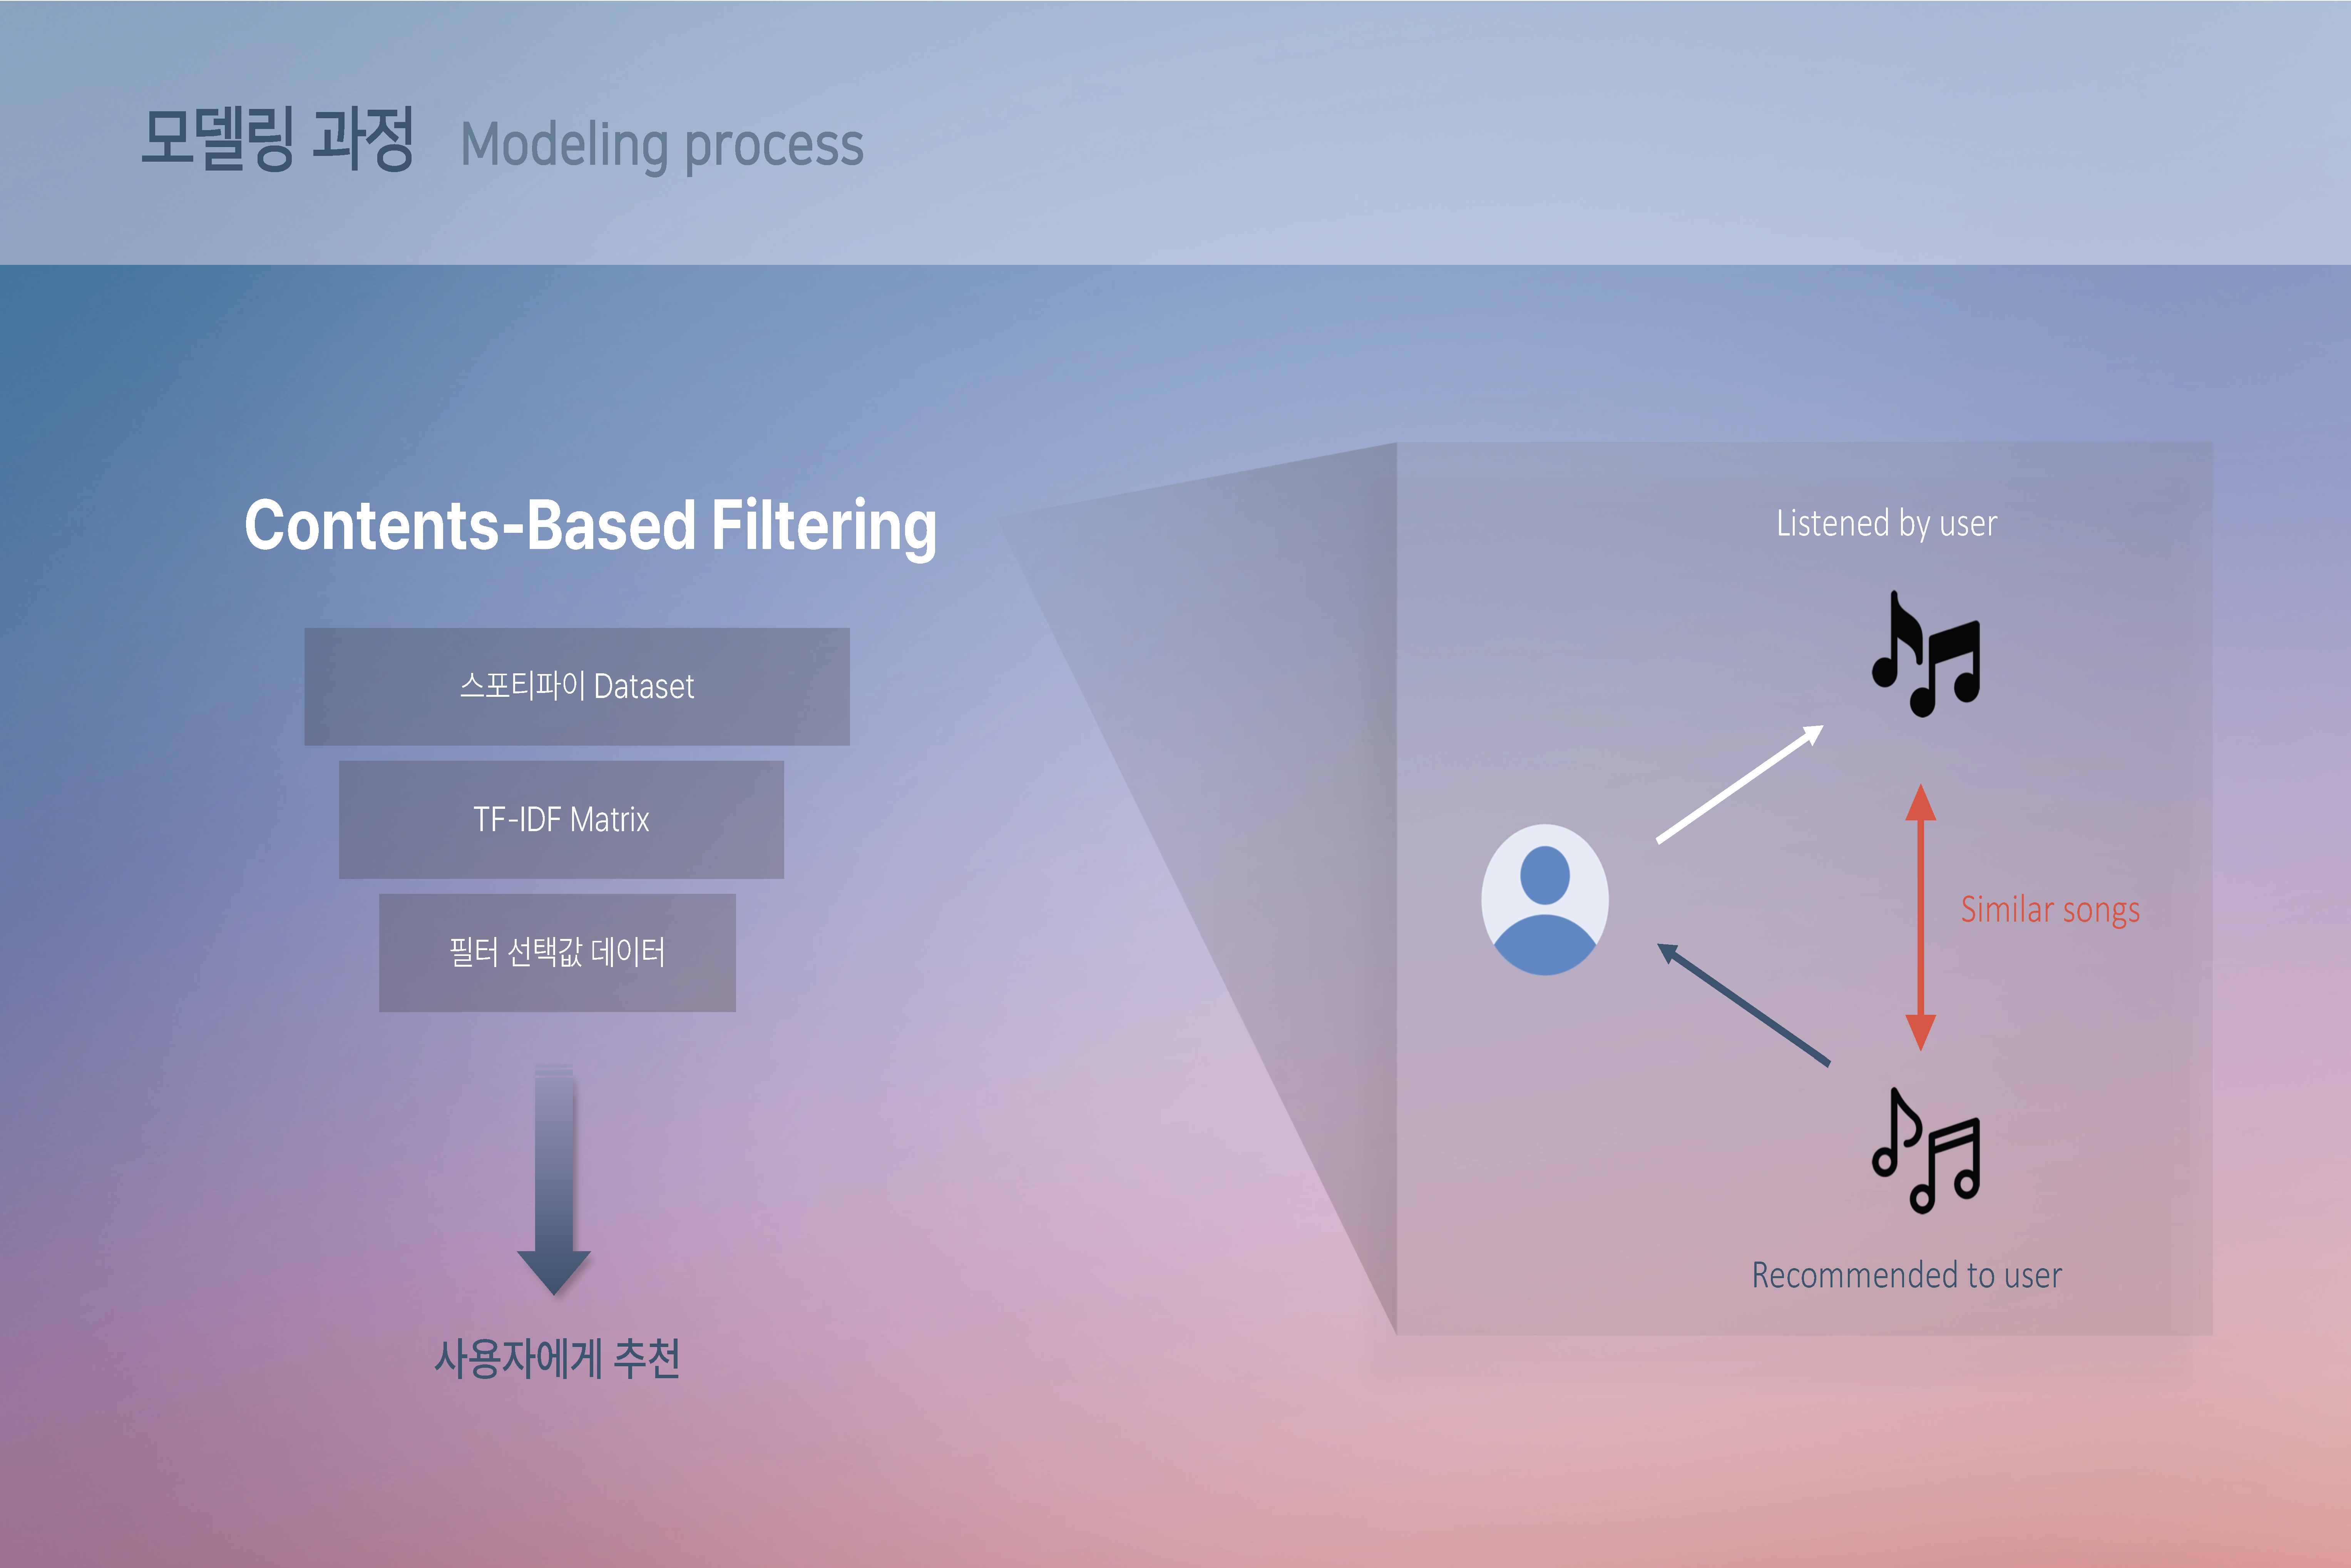 모델링 과정 Modeling process
Contents-Based Filtering
스포티파이 Dataset
TF-IDF Matrix
필터 선택값 데이터
사용자에게 추천
Listened by user
Similar songs
Recommended to user